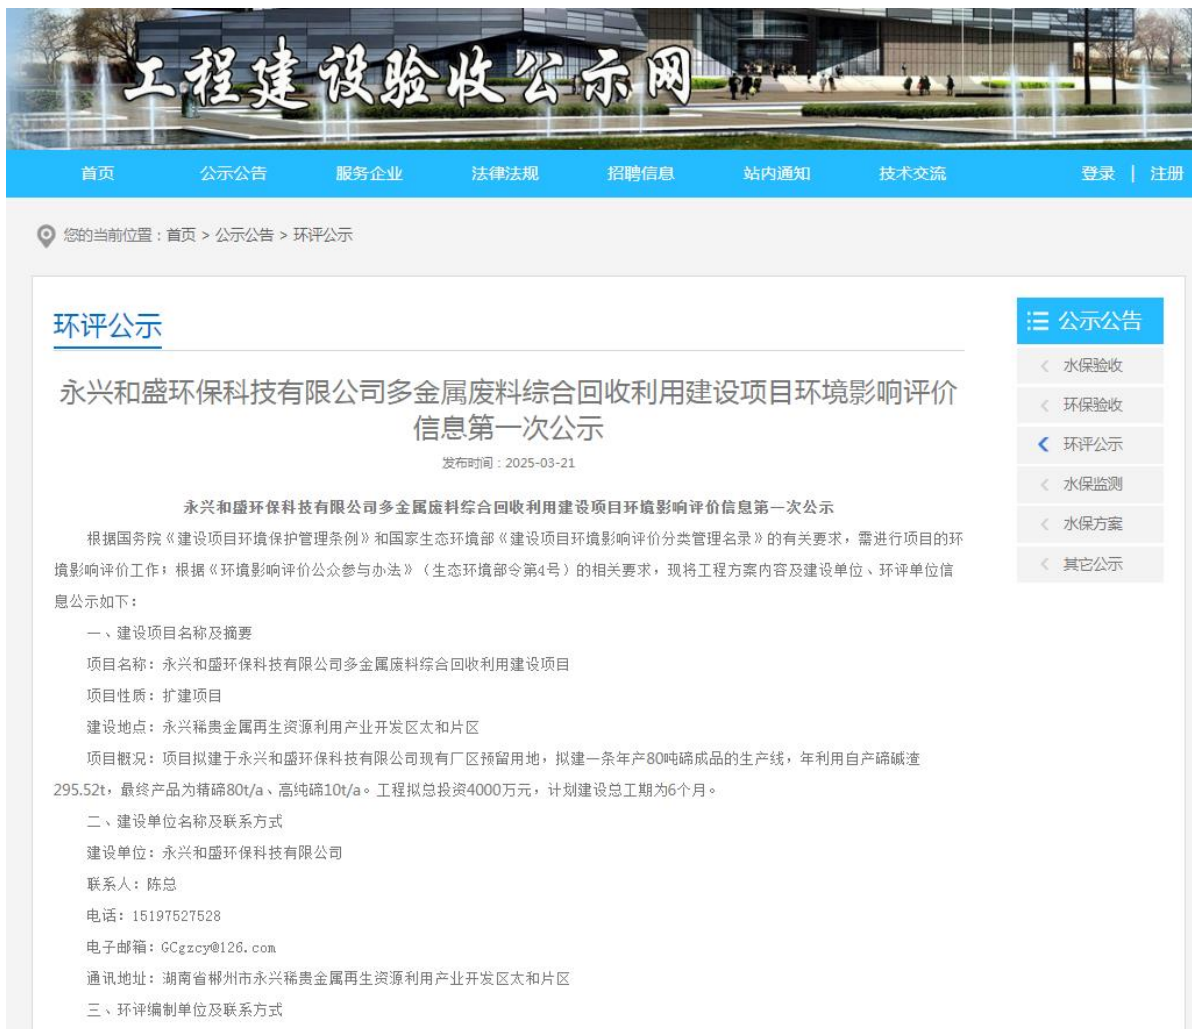 工程建设验收公示网
首页 公示公告 服务企业 法律法规 招聘信息 站内通知 技术交流 登录 | 注册
您的当前位置：首页 > 公示公告 > 环评公示
环评公示
永兴和盛环保科技有限公司多金属废料综合回收利用建设项目环境影响评价
信息第一次公示
发布时间：2025-03-21
永兴和盛环保科技有限公司多金属废料综合回收利用建设项目环境影响评价信息第一次公示
根据国务院《建设项目环境保护管理条例》和国家生态环境部《建设项目环境影响评价分类管理名录》的有关要求，需进行项目的环
境影响评价工作；根据《环境影响评价公众参与办法》（生态环境部令第4号）的相关要求，现将工程方案内容及建设单位、环评单位信
息公示如下：
一、建设项目名称及摘要
项目名称：永兴和盛环保科技有限公司多金属废料综合回收利用建设项目
项目性质：扩建项目
建设地点：永兴稀贵金属再生资源利用产业开发区太和片区
项目概况：项目拟建于永兴和盛环保科技有限公司现有厂区预留用地，拟建一条年产80吨碲成品的生产线，年利用自产碲碱渣
295.52t，最终产品为精碲80t/a、高纯碲10t/a。工程拟总投资4000万元，计划建设总工期为6个月。
二、建设单位名称及联系方式
建设单位：永兴和盛环保科技有限公司
联系人：陈总
电话：15197527528
电子邮箱：GCgzcy@126.com
通讯地址：湖南省郴州市永兴稀贵金属再生资源利用产业开发区太和片区
三、环评编制单位及联系方式
公示公告
水保验收
环保验收
环评公示
水保监测
水保方案
其它公示